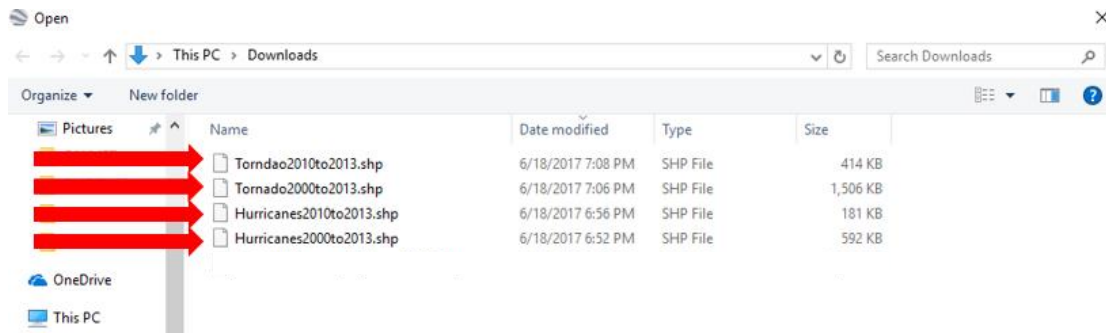 Open
This PC > Downloads
Search Downloads
Organize
New folder
Pictures
Name
Date modified
Type
Size
Torndao2010to2013.shp 6/18/2017 7:08 PM SHP File 414 KB
Tornado2000to2013.shp 6/18/2017 7:06 PM SHP File 1,506 KB
Hurricanes2010to2013.shp 6/18/2017 6:56 PM SHP File 181 KB
Hurricanes2000to2013.shp 6/18/2017 6:52 PM SHP File 592 KB
OneDrive
This PC